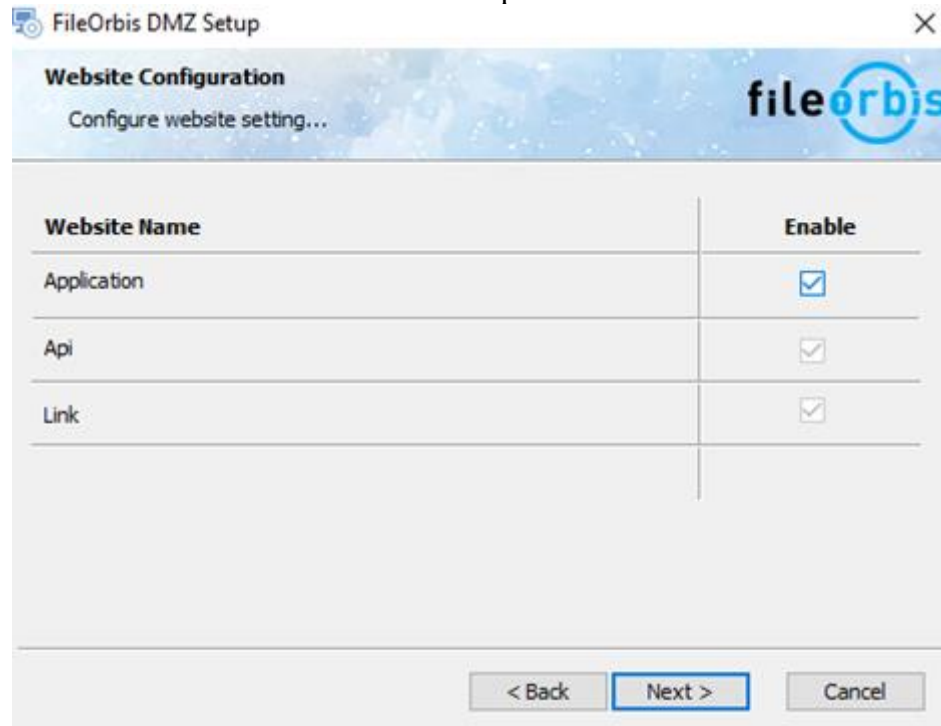 FileOrbis DMZ Setup
Website Configuration
Configure website setting...
fileorbis
Website Name Enable
Application
Api
Link
< Back Next > Cancel